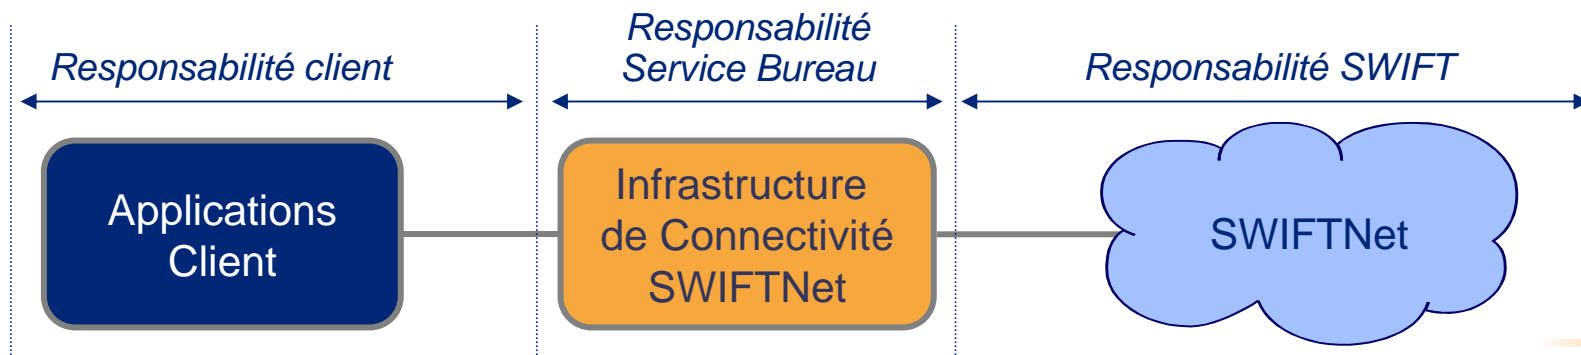 Responsabilité client
Responsabilité
Service Bureau
Responsabilité SWIFT
Applications
Client
Infrastructure
de Connectivité
SWIFTNet
SWIFTNet